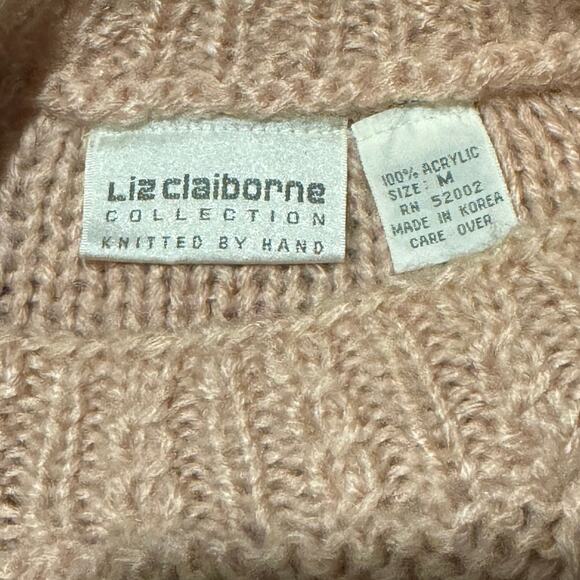 Liz claiborne
COLLECTION
KNITTED BY HAND
100% ACRYLIC
SIZE: M
RN 52002
MADE IN KOREA
CARE OVER